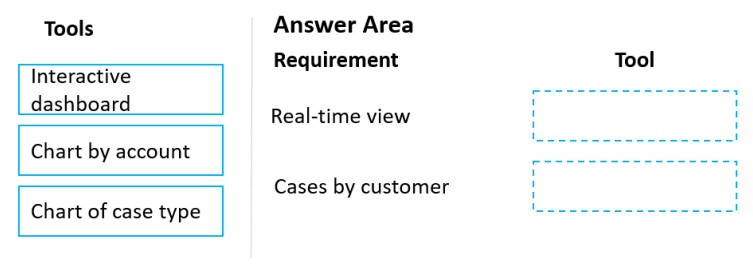 Tools
Interactive
dashboard
Chart by account
Chart of case type
Answer Area
Requirement Tool
Real-time view
Cases by customer